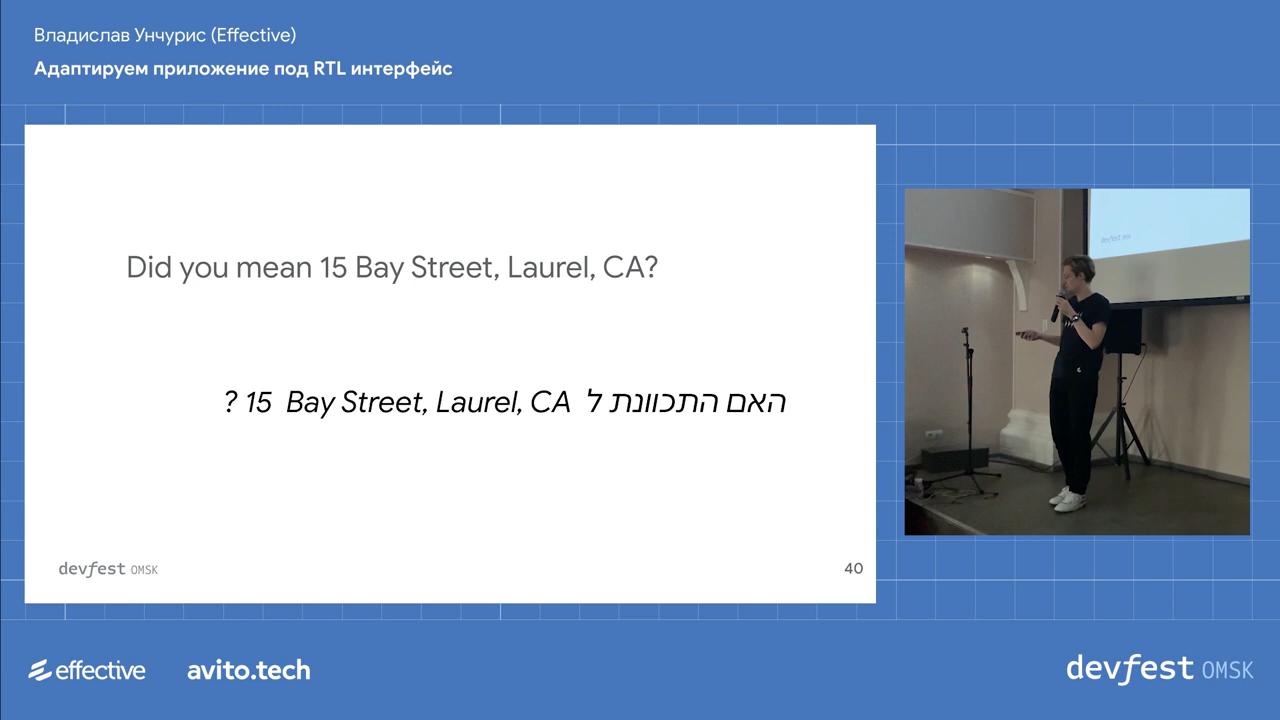 Владислав Унчурис (Effective)
Адаптируем приложение под RTL интерфейс
Did you mean 15 Bay Street, Laurel, CA?
האם התכוונת ל 15 Bay Street, Laurel, CA ?
devfest OMSK
40
effective
avito.tech
devfest OMSK